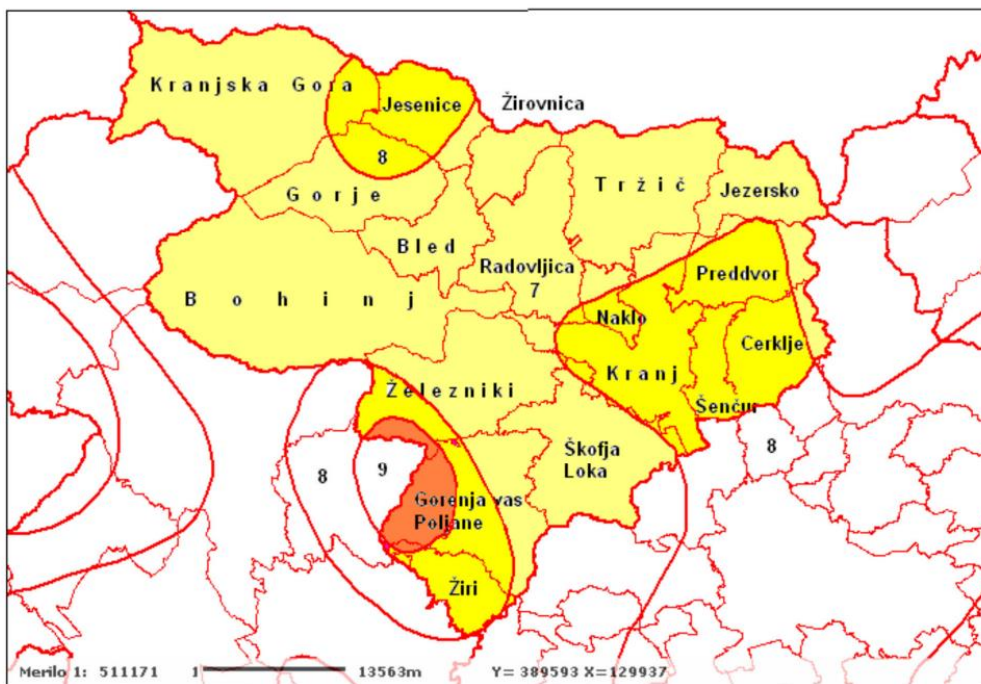 Kranjska Gora
Jesenice
Žirovnica
8
Gorje
Tržič
Jezersko
Bled
Radovljica
7
Preddvor
Bohinj
Naklo
Cerklje
Kranj
Železniki
Šenčur
Škofja
Loka
8
9
8
Gorenja vas
Poljane
Žiri
Merilo 1: 511171
13563m
Y= 389593 X=129937